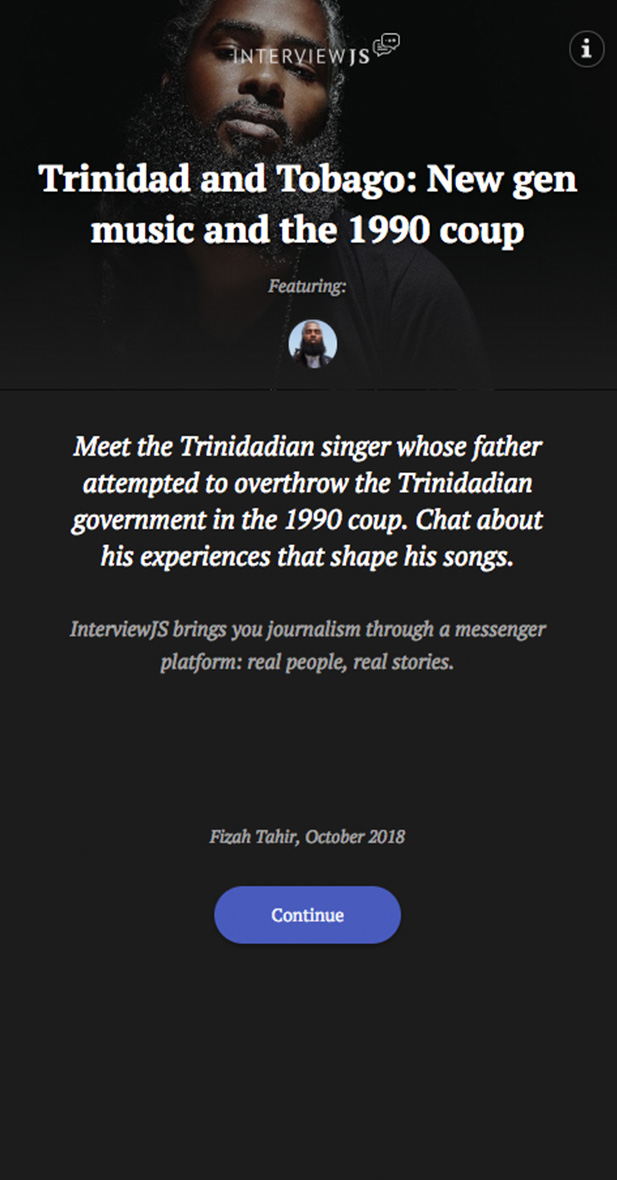 INTERVIEWJS
i
Trinidad and Tobago: New gen
music and the 1990 coup
Featuring:
Meet the Trinidadian singer whose father
attempted to overthrow the Trinidadian
government in the 1990 coup. Chat about
his experiences that shape his songs.
InterviewJS brings you journalism through a messenger
platform: real people, real stories.
Fizah Tahir, October 2018
Continue